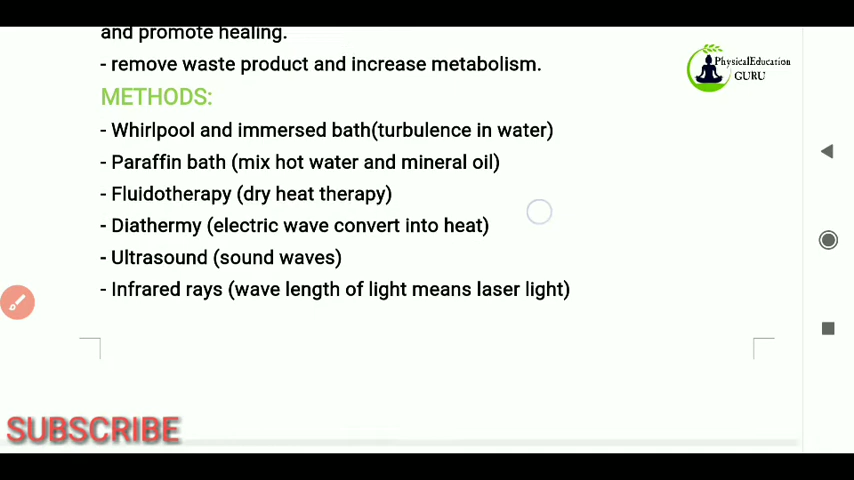 and promote healing.
- remove waste product and increase metabolism.
PhysicalEducation
GURU
METHODS:
- Whirlpool and immersed bath(turbulence in water)
- Paraffin bath (mix hot water and mineral oil)
- Fluidotherapy (dry heat therapy)
- Diathermy (electric wave convert into heat)
- Ultrasound (sound waves)
- Infrared rays (wave length of light means laser light)
SUBSCRIBE